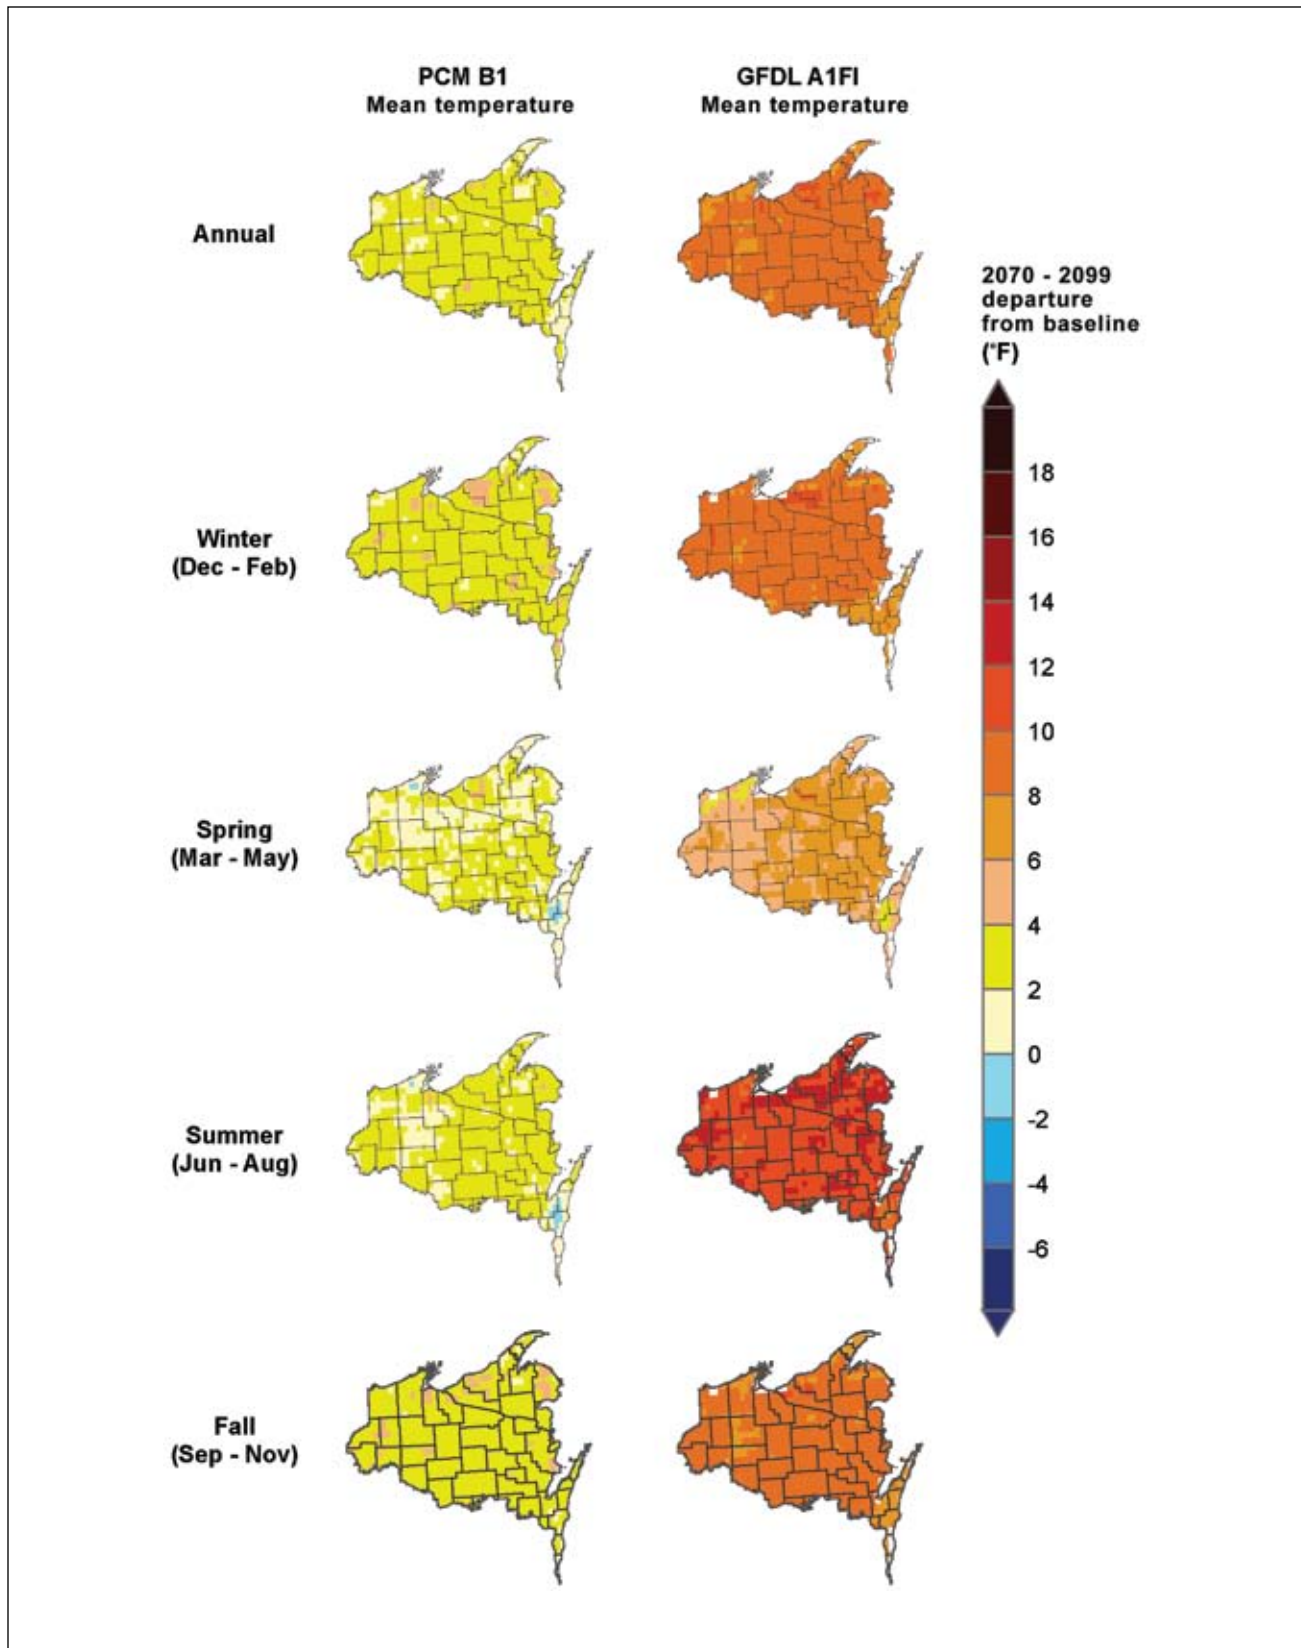 PCM B1
Mean temperature
GFDL A1FI
Mean temperature
Annual
Winter
(Dec - Feb)
Spring
(Mar - May)
Summer
(Jun - Aug)
Fall
(Sep - Nov)
2070 - 2099
departure
from baseline
(°F)
18
16
14
12
10
8
6
4
2
0
-2
-4
-6